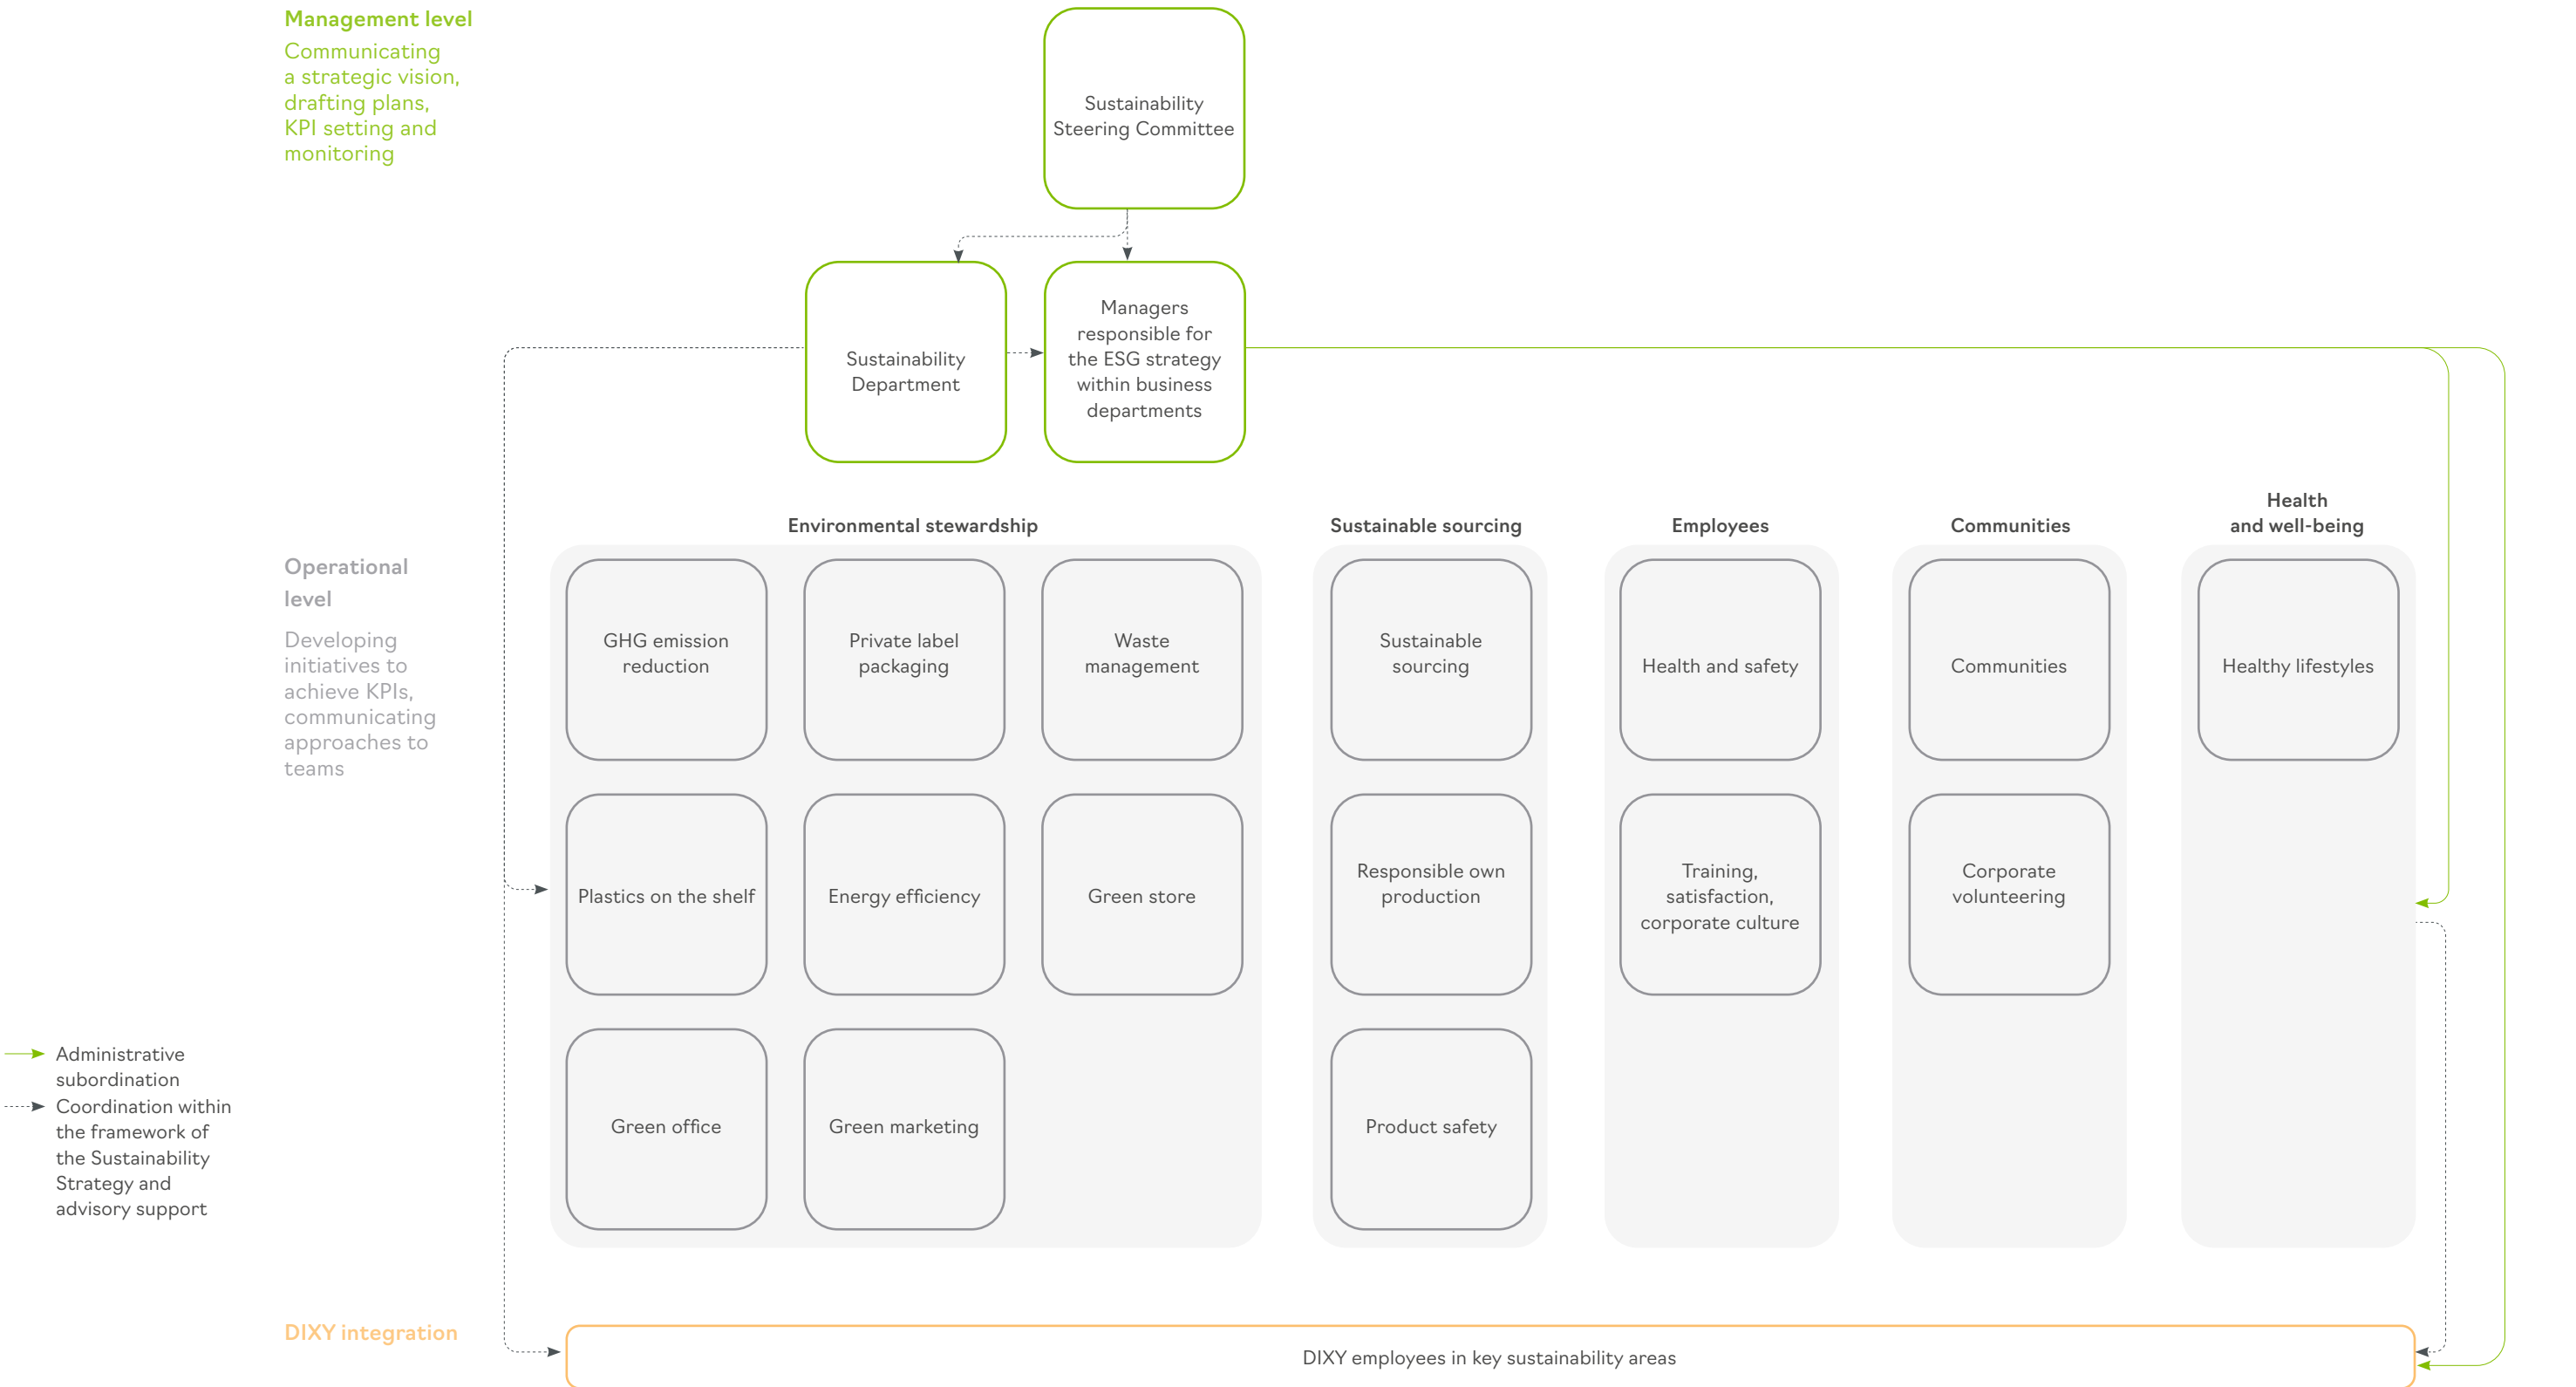 Management level
Communicating
a strategic vision,
drafting plans,
KPI setting and
monitoring
Sustainability
Steering Committee
Sustainability
Department
Managers
responsible for
the ESG strategy
within business
departments
Operational
level
Developing
initiatives to
achieve KPIs,
communicating
approaches to
teams
Environmental stewardship
GHG emission
reduction
Private label
packaging
Waste
management
Plastics on the shelf
Energy efficiency
Green store
Green office
Green marketing
Sustainable sourcing
Sustainable
sourcing
Responsible own
production
Product safety
Employees
Health and safety
Training,
satisfaction,
corporate culture
Communities
Communities
Corporate
volunteering
Health
and well-being
Healthy lifestyles
Administrative
subordination
Coordination within
the framework of
the Sustainability
Strategy and
advisory support
DIXY integration
DIXY employees in key sustainability areas